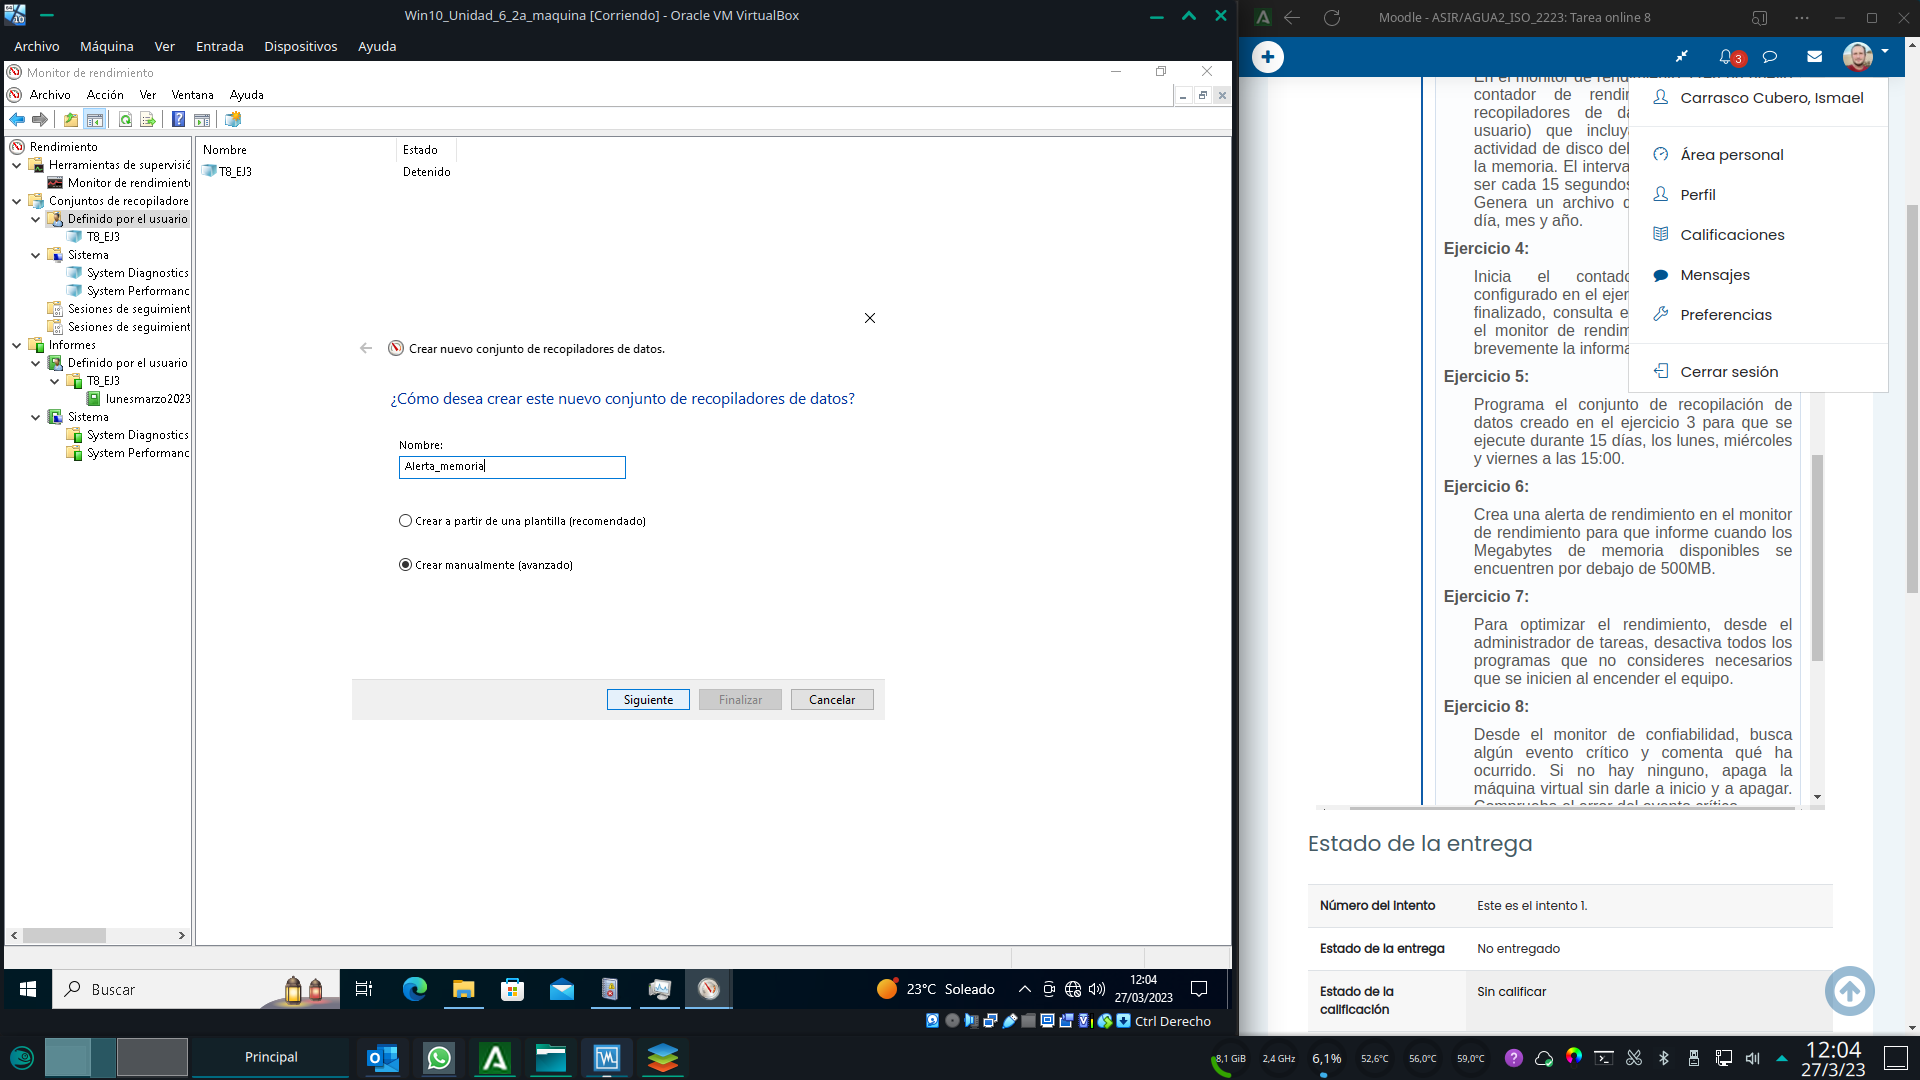 Win10_Unidad_6_2a_maquina [Corriendo] - Oracle VM VirtualBox
Archivo Máquina Ver Entrada Dispositivos Ayuda
Monitor de rendimiento
Archivo Acción Ver Ventana Ayuda
Rendimiento
Herramientas de supervisió
Monitor de rendimient
Conjuntos de recopiladore
Definido por el usuario
T8_EJ3
Sistema
System Diagnostics
System Performanc
Sesiones de seguimient
Sesiones de seguimient
Informes
Definido por el usuario
T8_EJ3
lunesmarzo2023
Sistema
System Diagnostics
System Performanc
Nombre Estado
T8_EJ3 Detenido
Crear nuevo conjunto de recopiladores de datos.
¿Cómo desea crear este nuevo conjunto de recopiladores de datos?
Nombre:
Alerta_memoria
Crear a partir de una plantilla (recomendado)
Crear manualmente (avanzado)
Siguiente Finalizar Cancelar
Buscar
23°C Soleado
12:04
27/03/2023
Ctrl Derecho
Moodle - ASIR/AGUA2_ISO_2223: Tarea online 8
3
contador de rendir
recopiladores de da
usuario) que incluya
actividad de disco del
la memoria. El interva
ser cada 15 segundos
Genera un archivo d
día, mes y año.
Carrasco Cubero, Ismael
Área personal
Perfil
Calificaciones
Mensajes
Preferencias
Cerrar sesión
Ejercicio 4:
Inicia el contado
configurado en el ejer
finalizado, consulta e
el monitor de rendim
brevemente la informa
Ejercicio 5:
Programa el conjunto de recopilación de
datos creado en el ejercicio 3 para que se
ejecute durante 15 días, los lunes, miércoles
y viernes a las 15:00.
Ejercicio 6:
Crea una alerta de rendimiento en el monitor
de rendimiento para que informe cuando los
Megabytes de memoria disponibles se
encuentren por debajo de 500MB.
Ejercicio 7:
Para optimizar el rendimiento, desde el
administrador de tareas, desactiva todos los
programas que no consideres necesarios
que se inicien al encender el equipo.
Ejercicio 8:
Desde el monitor de confiabilidad, busca
algún evento crítico y comenta qué ha
ocurrido. Si no hay ninguno, apaga la
máquina virtual sin darle a inicio y a apagar.
Estado de la entrega
Número del intento Este es el intento 1.
Estado de la entrega No entregado
Estado de la
calificación
Sin calificar
Principal
8,1 GiB 2,4 GHz 6,1% 52,6°C 56,0°C 59,0°C
12:04
27/3/23